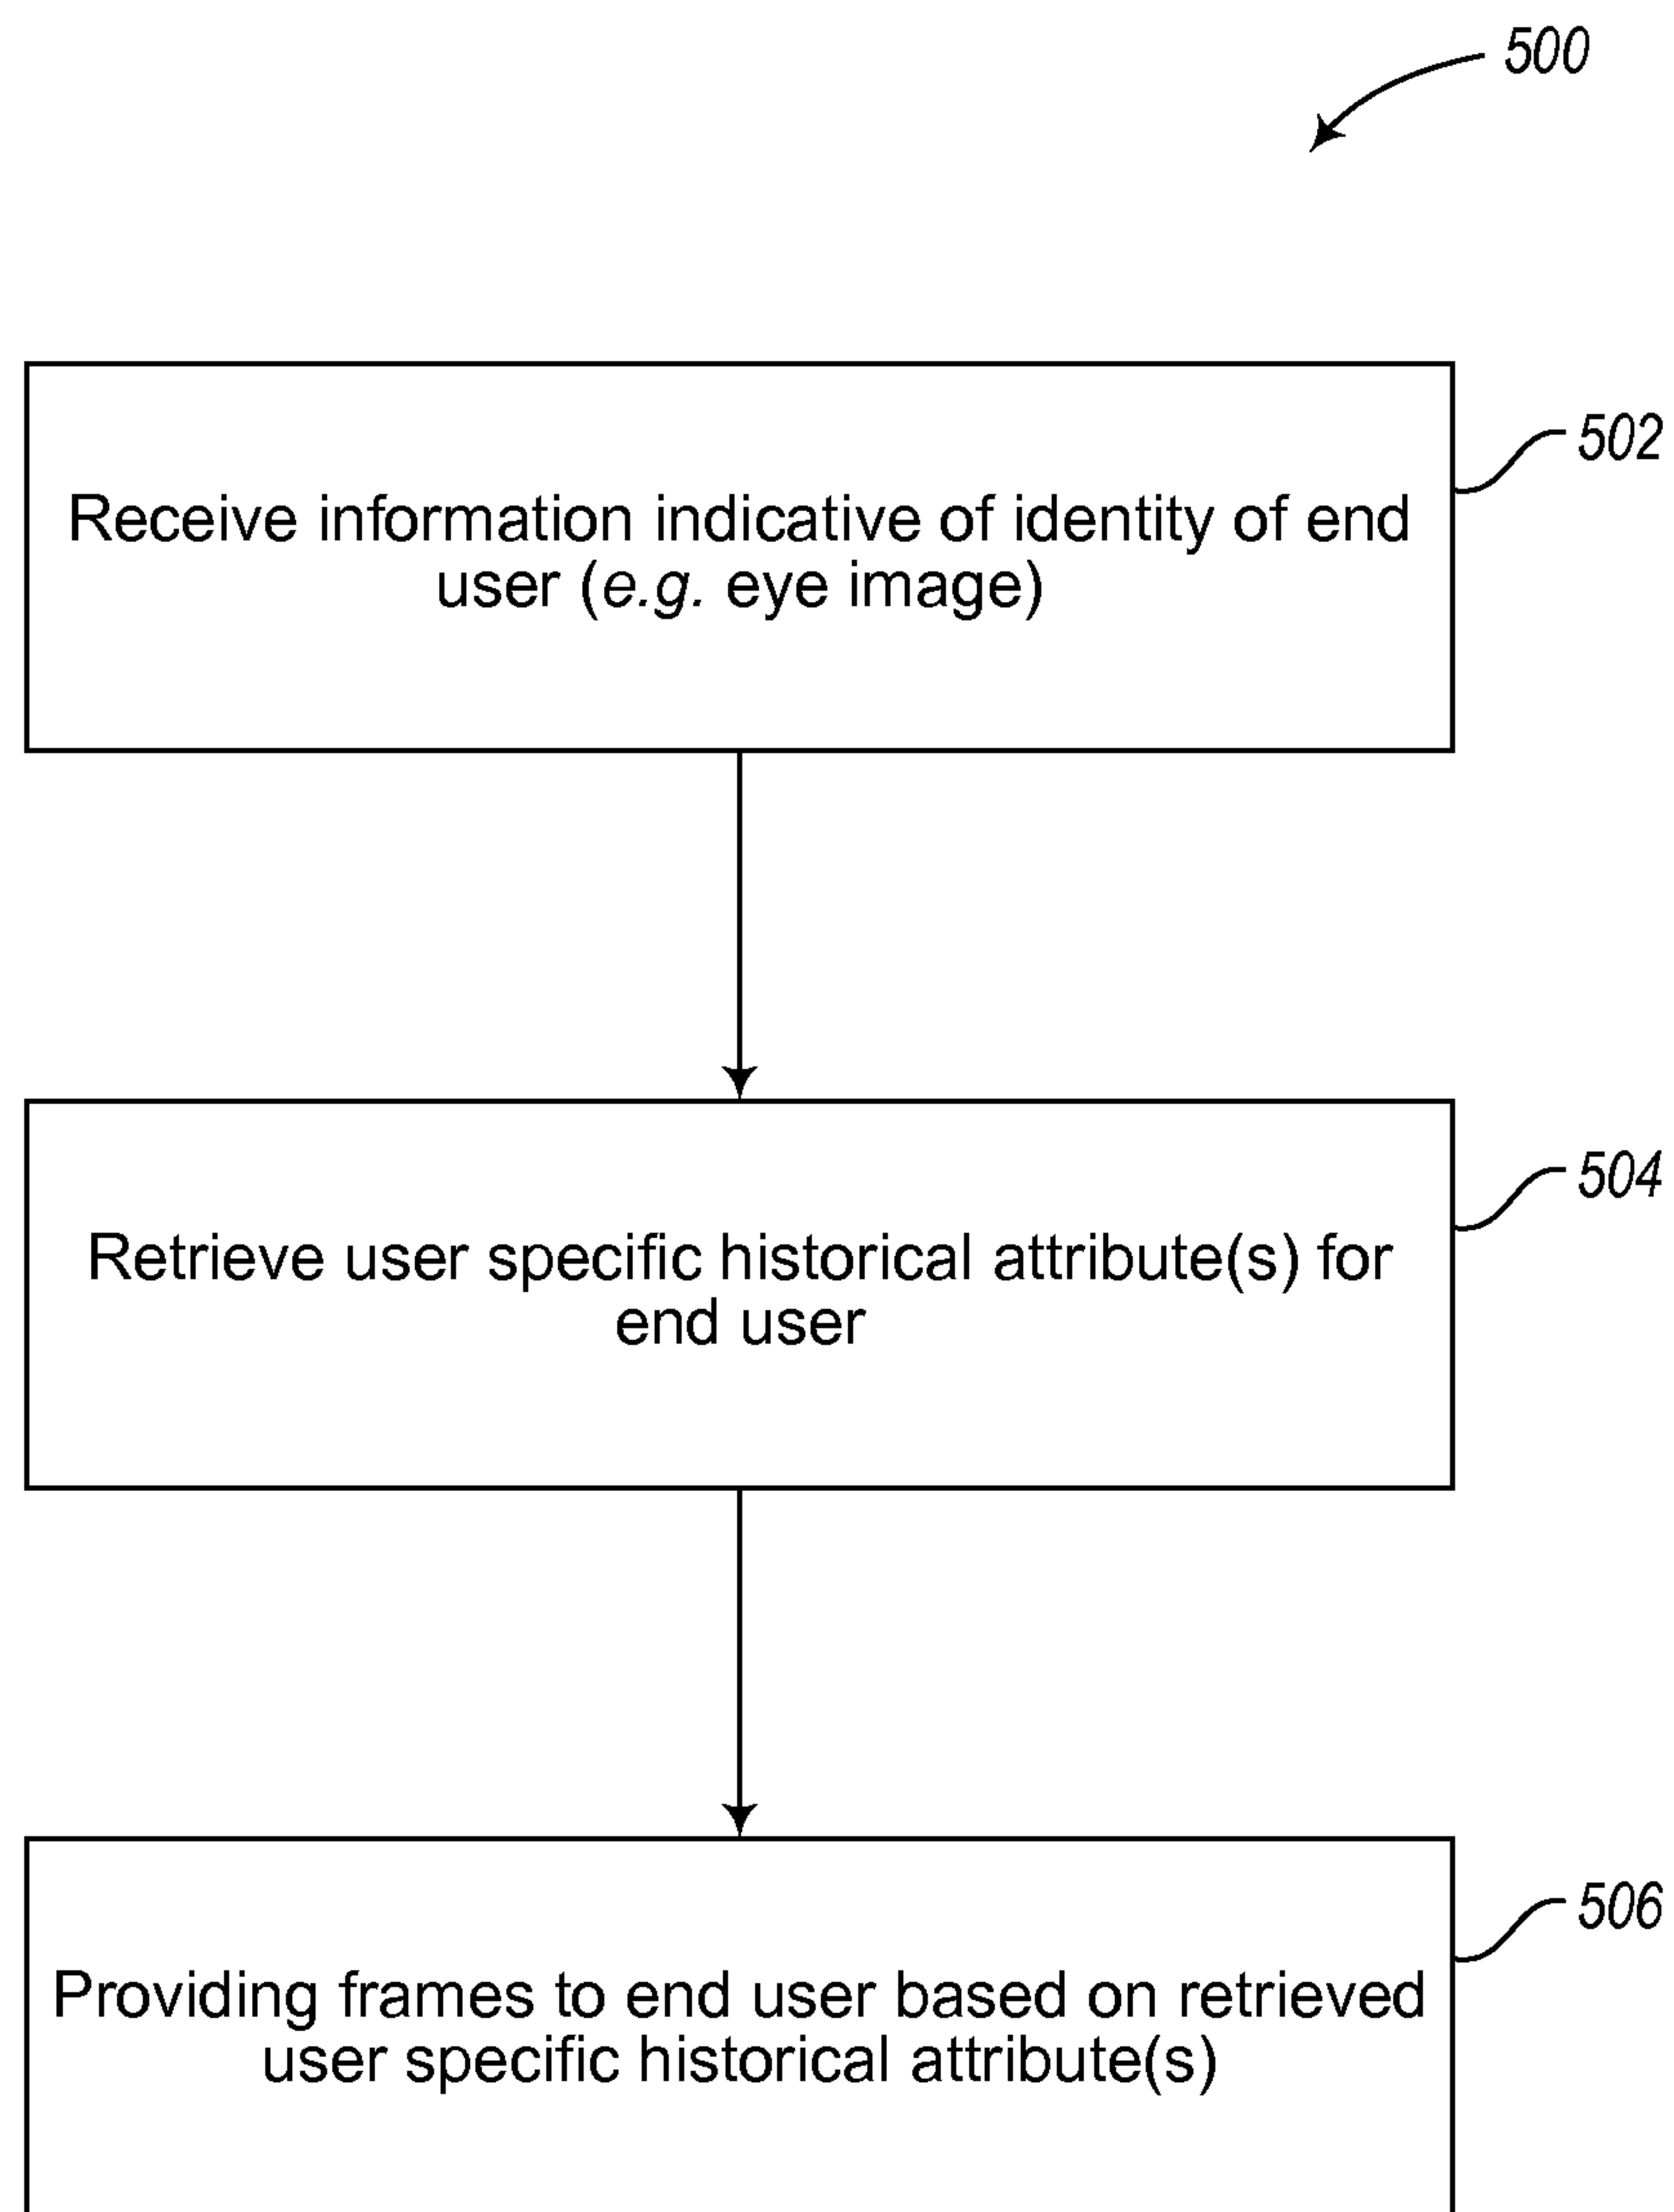 500
502
Receive information indicative of identity of end
user (e.g. eye image)
504
Retrieve user specific historical attribute(s) for
end user
506
Providing frames to end user based on retrieved
user specific historical attribute(s)